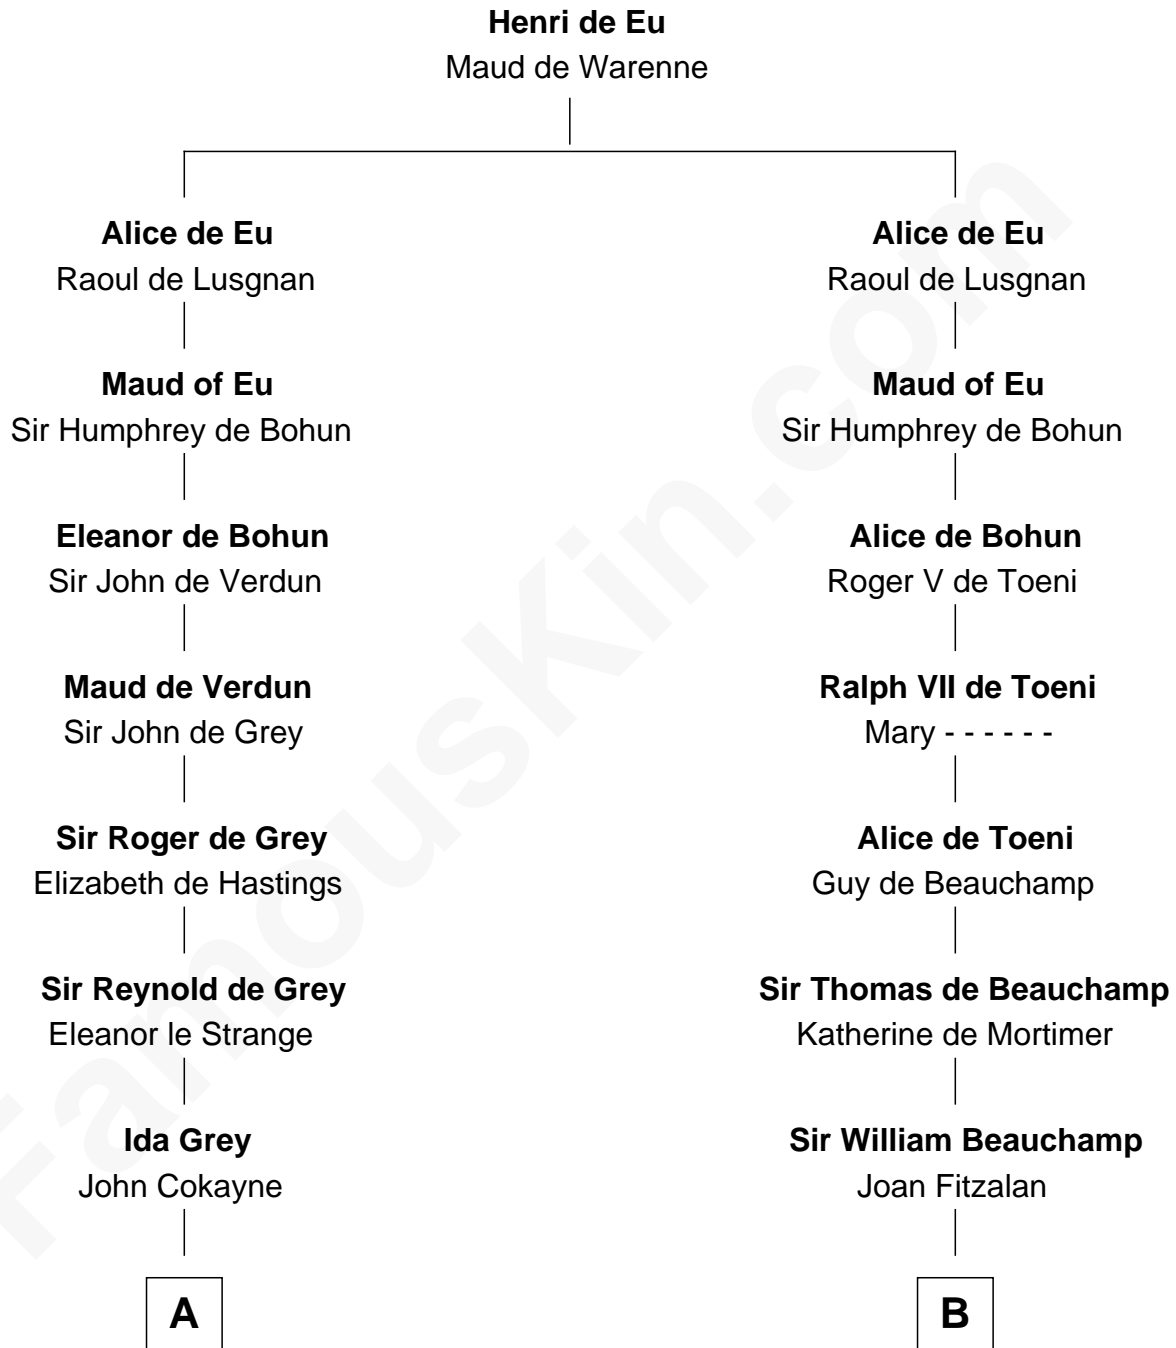 Henri de Eu
Maud de Warenne
Alice de Eu
Raoul de Lusgnan
Maud of Eu
Sir Humphrey de Bohun
Eleanor de Bohun
Sir John de Verdun
Maud de Verdun
Sir John de Grey
Sir Roger de Grey
Elizabeth de Hastings
Sir Reynold de Grey
Eleanor le Strange
Ida Grey
John Cokayne
A
Alice de Eu
Raoul de Lusgnan
Maud of Eu
Sir Humphrey de Bohun
Alice de Bohun
Roger V de Toeni
Ralph VII de Toeni
Mary - - - - - -
Alice de Toeni
Guy de Beauchamp
Sir Thomas de Beauchamp
Katherine de Mortimer
Sir William Beauchamp
Joan Fitzalan
B
FamousKin.com